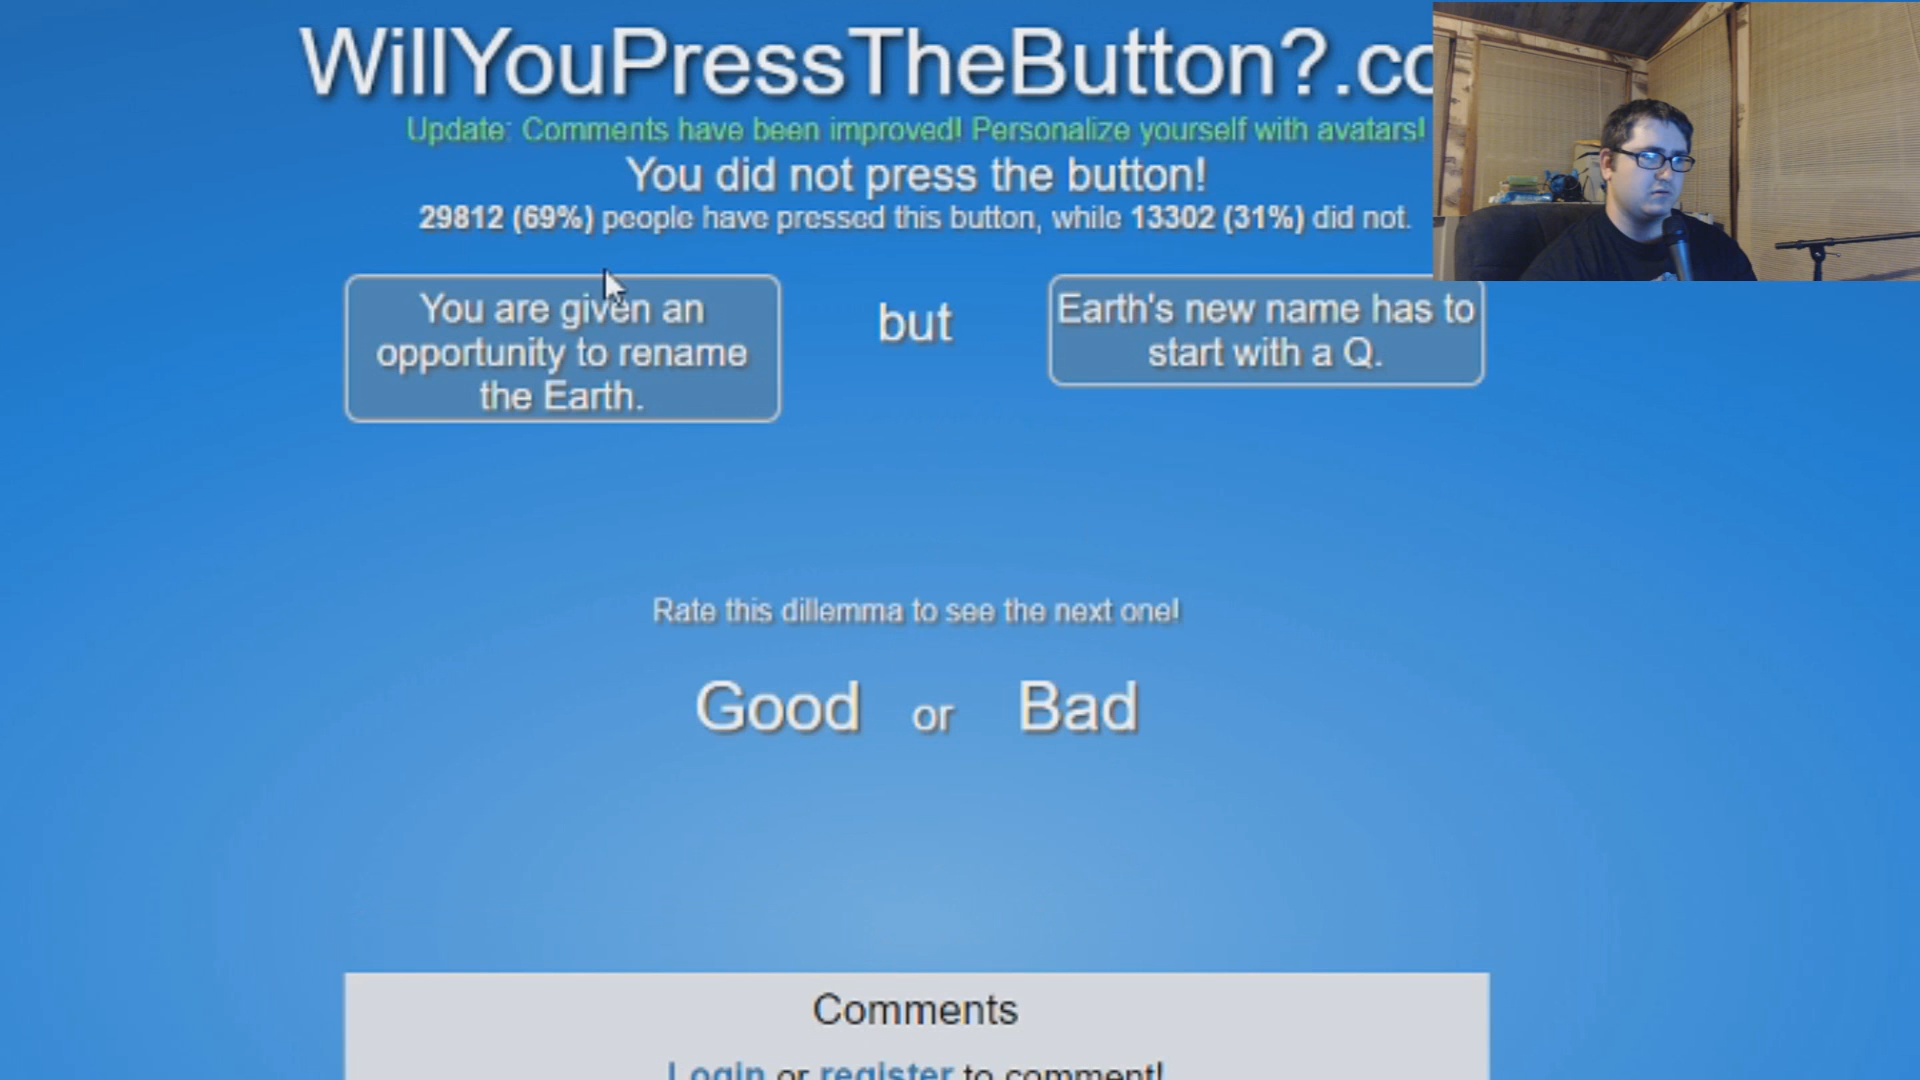 WillYouPressTheButton?.co
Update: Comments have been improved! Personalize yourself with avatars!
You did not press the button!
29812 (69%) people have pressed this button, while 13302 (31%) did not.
You are given an
opportunity to rename
the Earth.
but
Earth's new name has to
start with a Q.
Rate this dillemma to see the next one!
Good or Bad
Comments
Login or register to comment!